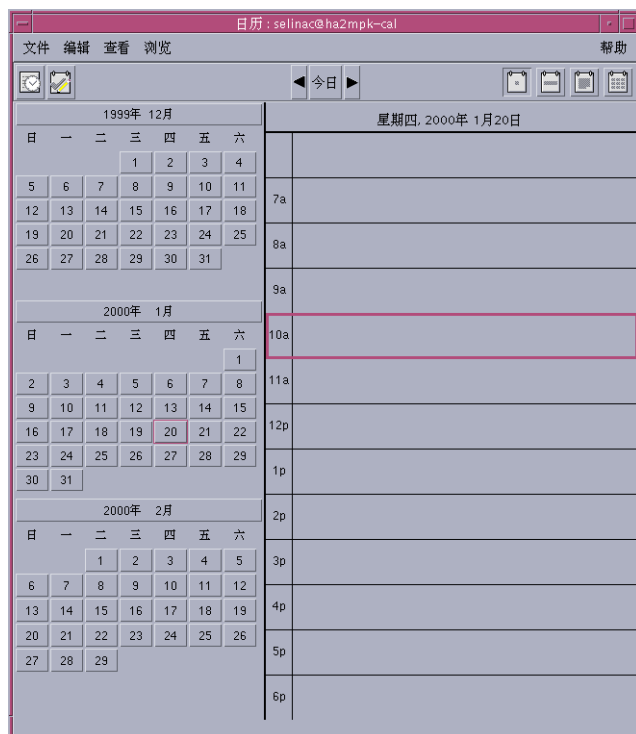 日历 : selinac@ha2mpk-cal
文件 编辑 查看 浏览 帮助
今日
1999年 12月
日 一 二 三 四 五 六
1 2 3 4
5 6 7 8 9 10 11
12 13 14 15 16 17 18
19 20 21 22 23 24 25
26 27 28 29 30 31
2000年 1月
日 一 二 三 四 五 六
1
2 3 4 5 6 7 8
9 10 11 12 13 14 15
16 17 18 19 20 21 22
23 24 25 26 27 28 29
30 31
2000年 2月
日 一 二 三 四 五 六
1 2 3 4 5
6 7 8 9 10 11 12
13 14 15 16 17 18 19
20 21 22 23 24 25 26
27 28 29
星期四, 2000年 1月20日
7a
8a
9a
10a
11a
12p
1p
2p
3p
4p
5p
6p